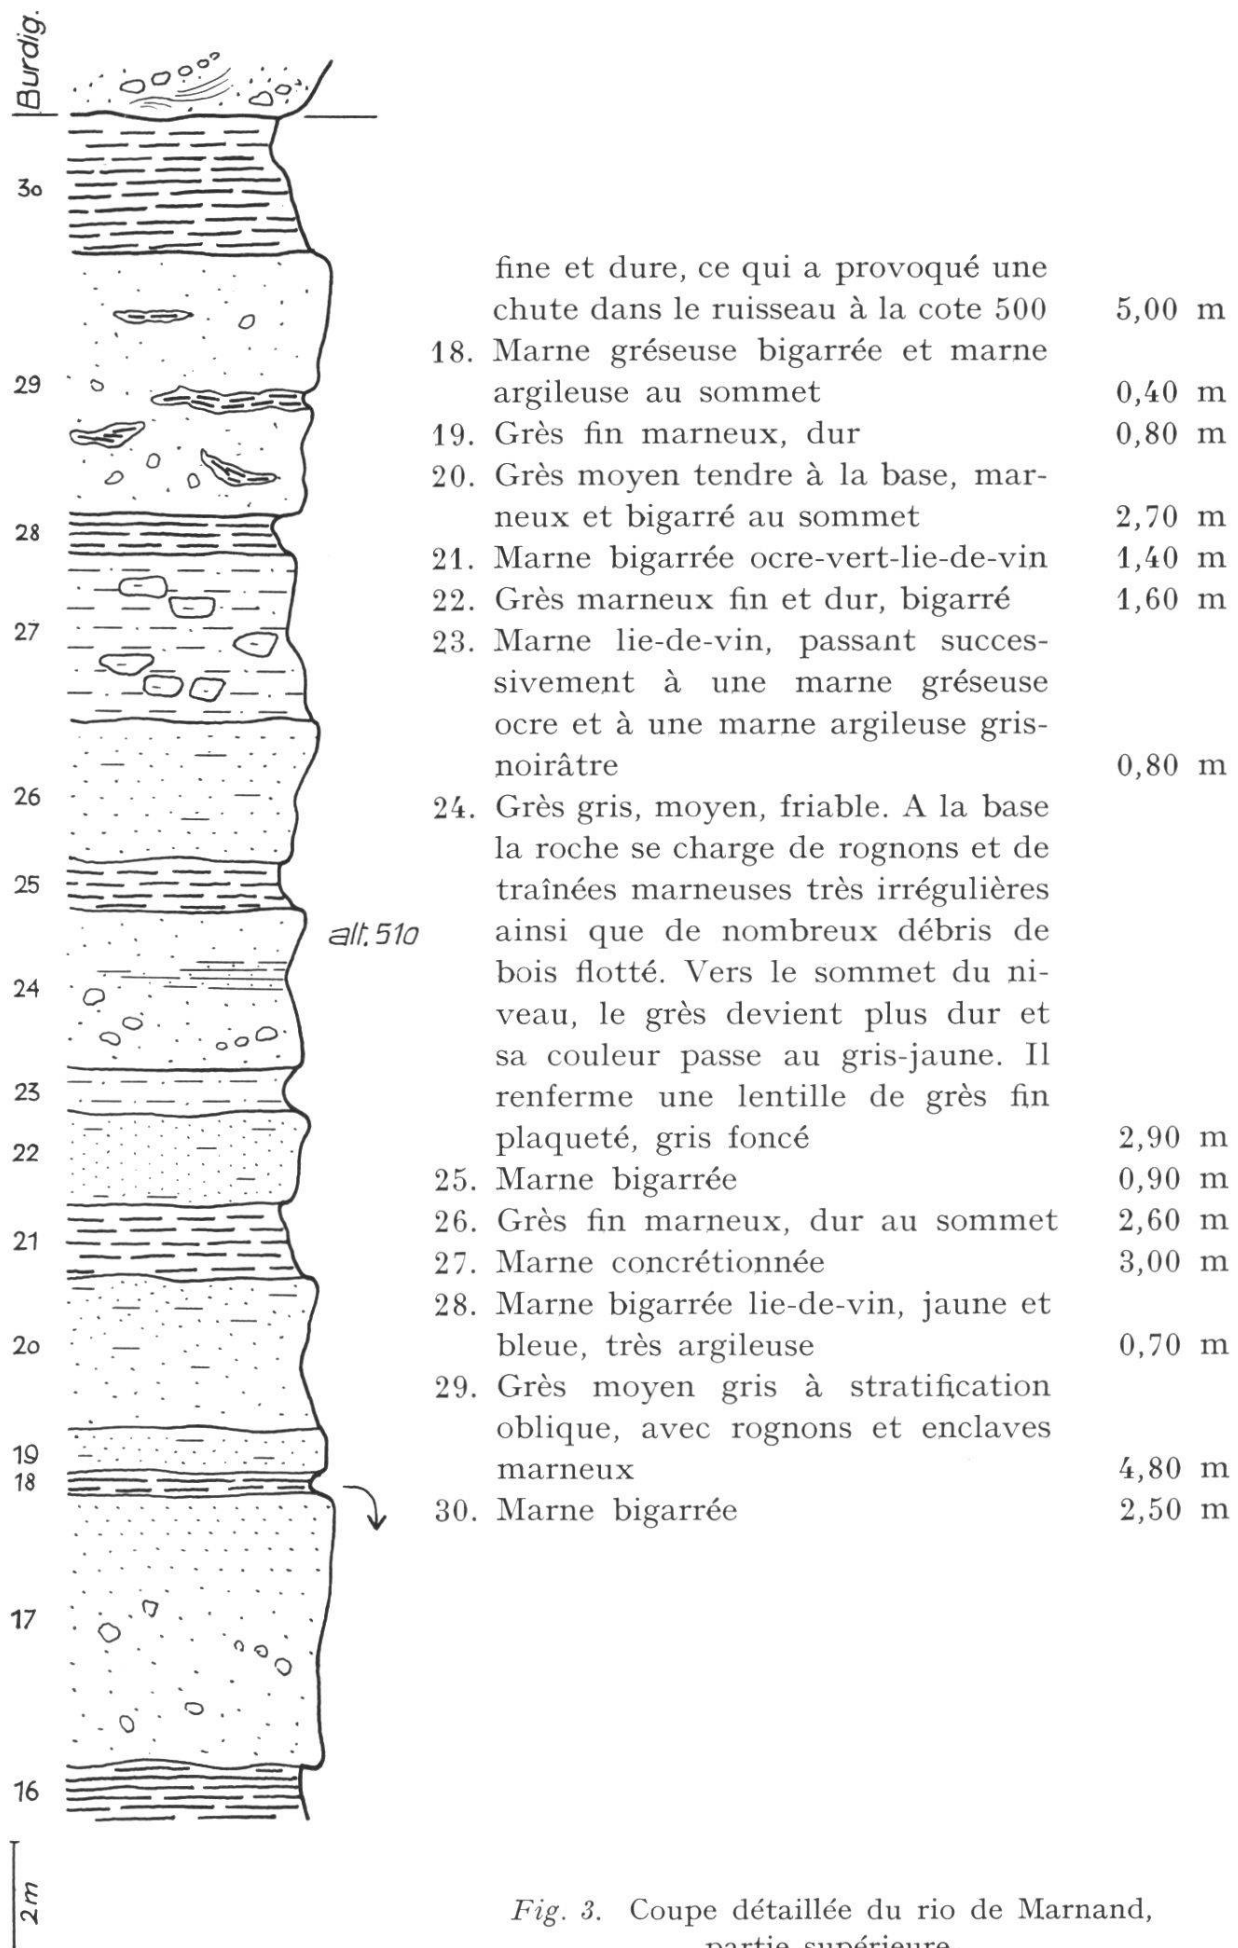 Burdig.
30
29
28
27
26
25
24
23
22
21
20
19
18
17
16
2m
alt. 510
fine et dure, ce qui a provoqué une
chute dans le ruisseau à la cote 500 5,00 m
18. Marne gréseuse bigarrée et marne
argileuse au sommet 0,40 m
19. Grès fin marneux, dur 0,80 m
20. Grès moyen tendre à la base, mar-
neux et bigarré au sommet 2,70 m
21. Marne bigarrée ocre-vert-lie-de-vin 1,40 m
22. Grès marneux fin et dur, bigarré 1,60 m
23. Marne lie-de-vin, passant succes-
sivement à une marne gréseuse
ocre et à une marne argileuse gris-
noirâtre 0,80 m
24. Grès gris, moyen, friable. A la base
la roche se charge de rognons et de
traînées marneuses très irrégulières
ainsi que de nombreux débris de
bois flotté. Vers le sommet du ni-
veau, le grès devient plus dur et
sa couleur passe au gris-jaune. Il
renferme une lentille de grès fin
plaqueté, gris foncé 2,90 m
25. Marne bigarrée 0,90 m
26. Grès fin marneux, dur au sommet 2,60 m
27. Marne concrétionnée 3,00 m
28. Marne bigarrée lie-de-vin, jaune et
bleue, très argileuse 0,70 m
29. Grès moyen gris à stratification
oblique, avec rognons et enclaves
marneux 4,80 m
30. Marne bigarrée 2,50 m
Fig. 3. Coupe détaillée du rio de Marnand,
partie supérieure